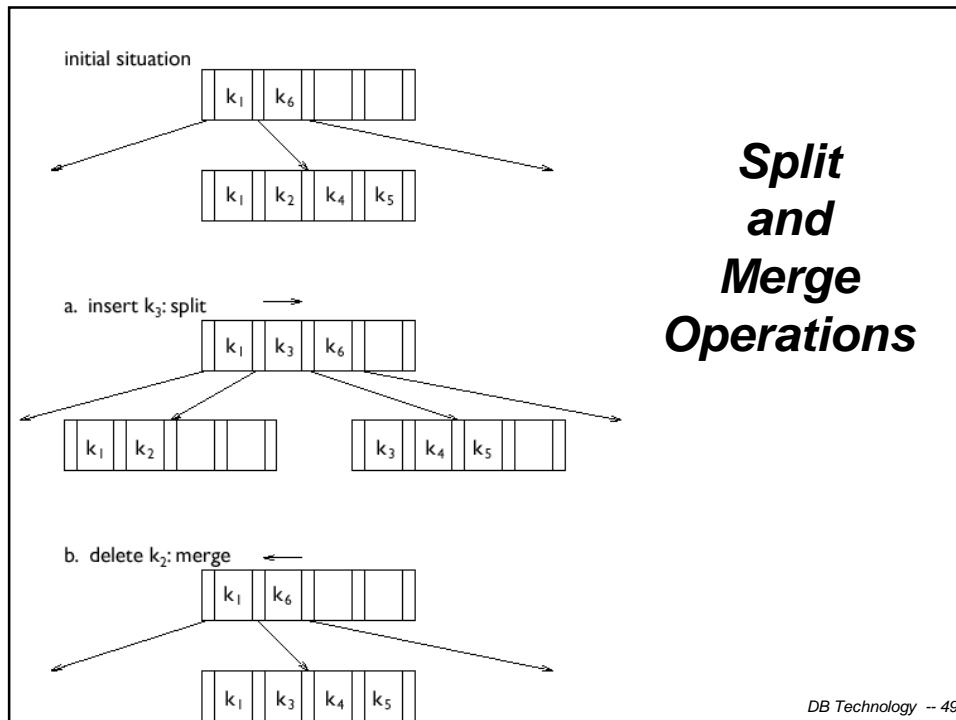 initial situation
k₁ k₆
k₁ k₂ k₄ k₅
a. insert k₃: split
k₁ k₃ k₆
k₁ k₂ k₃ k₄ k₅
b. delete k₂: merge
k₁ k₆
k₁ k₃ k₄ k₅
Split
and
Merge
Operations
DB Technology -- 49